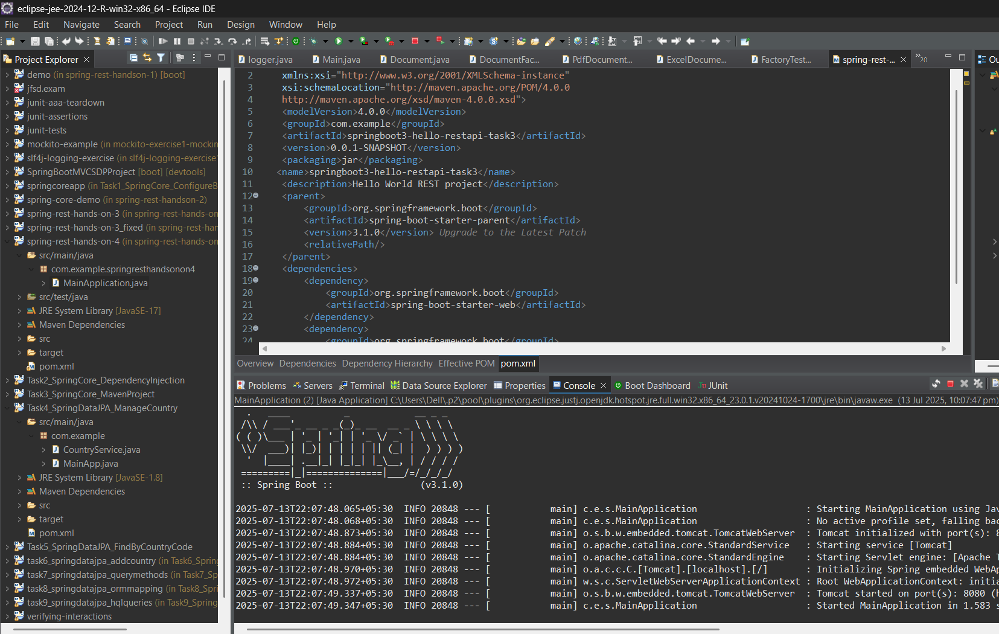 eclipse-jee-2024-12-R-win32-x86_64 - Eclipse IDE
File Edit Navigate Search Project Run Design Window Help
Project Explorer
demo (in spring-rest-handson-1) [boot]
jfsd.exam
junit-aaa-teardown
junit-assertions
junit-tests
mockito-example (in mockito-exercise1-mockin
slf4j-logging-exercise (in slf4j-logging-exercise
SpringBootMVCSDPProject [boot] [devtools]
springcoreapp (in Task1_SpringCore_ConfigureB
spring-core-demo (in spring-rest-handson-2)
spring-rest-hands-on-3 (in spring-rest-hands-on
spring-rest-hands-on-3_fixed (in spring-rest-har
spring-rest-hands-on-4 (in spring-rest-hands-on
src/main/java
com.example.springresthandsonon4
MainApplication.java
src/test/java
JRE System Library [JavaSE-17]
Maven Dependencies
src
target
pom.xml
Task2_SpringCore_DependencyInjection
Task3_SpringCore_MavenProject
Task4_SpringDataJPA_ManageCountry
src/main/java
com.example
CountryService.java
MainApp.java
JRE System Library [JavaSE-1.8]
Maven Dependencies
src
target
pom.xml
Task5_SpringDataJPA_FindByCountryCode
task6_springdatajpa_addcountry (in Task6_Spring
task7_springdatajpa_querymethods (in Task7_Sp
task8_springdatajpa_ormmapping (in Task8_Spri
task9_springdatajpa_hqlqueries (in Task9_Spring
verifying-interactions
logger.java Main.java Document.java DocumentFac... PdfDocument... ExcelDocume... FactoryTest... spring-rest-... »20
Ou
2 xmlns:xsi="http://www.w3.org/2001/XMLSchema-instance"
3 xsi:schemaLocation="http://maven.apache.org/POM/4.0.0
4 http://maven.apache.org/xsd/maven-4.0.0.xsd">
5 <modelVersion>4.0.0</modelVersion>
6 <groupId>com.example</groupId>
7 <artifactId>springboot3-hello-restapi-task3</artifactId>
8 <version>0.0.1-SNAPSHOT</version>
9 <packaging>jar</packaging>
10 <name>springboot3-hello-restapi-task3</name>
11 <description>Hello World REST project</description>
12 <parent>
13 <groupId>org.springframework.boot</groupId>
14 <artifactId>spring-boot-starter-parent</artifactId>
15 <version>3.1.0</version> Upgrade to the Latest Patch
16 <relativePath/>
17 </parent>
18 <dependencies>
19 <dependency>
20 <groupId>org.springframework.boot</groupId>
21 <artifactId>spring-boot-starter-web</artifactId>
22 </dependency>
23 <dependency>
24 <groupId>org.springframework.boot</groupId>
Overview Dependencies Dependency Hierarchy Effective POM pom.xml
Problems Servers Terminal Data Source Explorer Properties Console Boot Dashboard JUnit
MainApplication (2) [Java Application] C:\Users\Dell\.p2\pool\plugins\org.eclipse.justj.openjdk.hotspot.jre.full.win32.x86_64_23.0.1.v20241024-1700\jre\bin\javaw.exe (13 Jul 2025, 10:07:47 pm)
:: Spring Boot :: (v3.1.0)
2025-07-13T22:07:48.065+05:30 INFO 20848 --- [ main] c.e.s.MainApplication : Starting MainApplication using Jav
2025-07-13T22:07:48.068+05:30 INFO 20848 --- [ main] c.e.s.MainApplication : No active profile set, falling bac
2025-07-13T22:07:48.873+05:30 INFO 20848 --- [ main] o.s.b.w.embedded.tomcat.TomcatWebServer : Tomcat initialized with port(s): 8
2025-07-13T22:07:48.884+05:30 INFO 20848 --- [ main] o.apache.catalina.core.StandardService : Starting service [Tomcat]
2025-07-13T22:07:48.884+05:30 INFO 20848 --- [ main] o.apache.catalina.core.StandardEngine : Starting Servlet engine: [Apache T
2025-07-13T22:07:48.970+05:30 INFO 20848 --- [ main] o.a.c.c.C.[Tomcat].[localhost].[/] : Initializing Spring embedded WebAp
2025-07-13T22:07:48.972+05:30 INFO 20848 --- [ main] w.s.c.ServletWebServerApplicationContext : Root WebApplicationContext: initia
2025-07-13T22:07:49.337+05:30 INFO 20848 --- [ main] o.s.b.w.embedded.tomcat.TomcatWebServer : Tomcat started on port(s): 8080 (h
2025-07-13T22:07:49.347+05:30 INFO 20848 --- [ main] c.e.s.MainApplication : Started MainApplication in 1.583 s